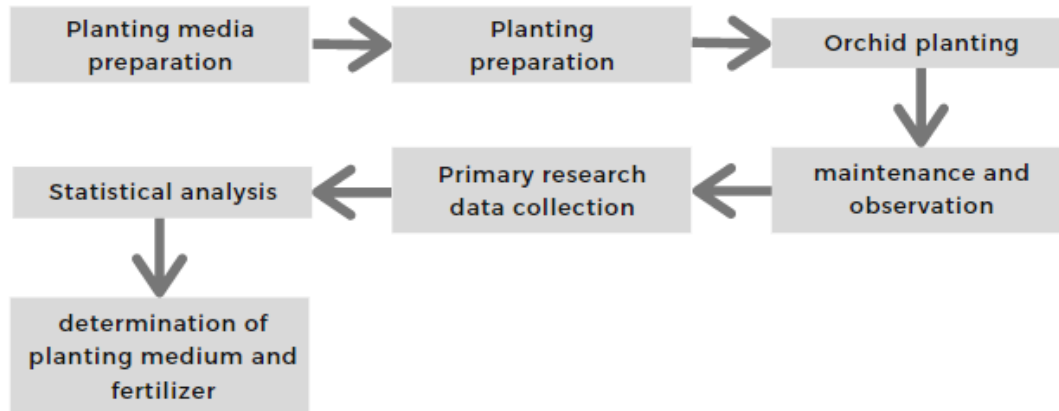 Planting media
preparation
Planting
preparation
Orchid planting
maintenance and
observation
Primary research
data collection
Statistical analysis
determination of
planting medium and
fertilizer